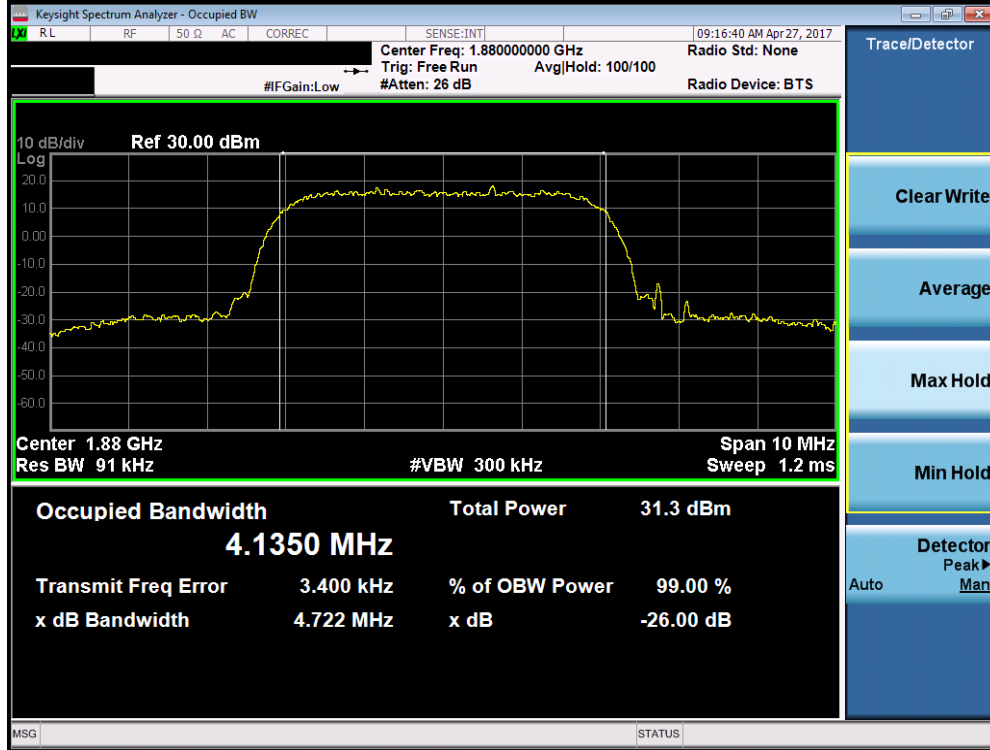 Keysight Spectrum Analyzer - Occupied BW
LXI RL RF 50 Ω AC CORREC SENSE:INT 09:16:40 AM Apr 27, 2017
Center Freq: 1.880000000 GHz Radio Std: None
Trig: Free Run Avg|Hold: 100/100
#IFGain:Low #Atten: 26 dB Radio Device: BTS
Trace/Detector
10 dB/div Ref 30.00 dBm
Log
20.0
10.0
0.00
-10.0
-20.0
-30.0
-40.0
-50.0
-60.0
Center 1.88 GHz Span 10 MHz
Res BW 91 kHz #VBW 300 kHz Sweep 1.2 ms
Occupied Bandwidth Total Power 31.3 dBm
4.1350 MHz
Transmit Freq Error 3.400 kHz % of OBW Power 99.00 %
x dB Bandwidth 4.722 MHz x dB -26.00 dB
Clear Write
Average
Max Hold
Min Hold
Detector
Peak▶
Auto Man
MSG STATUS